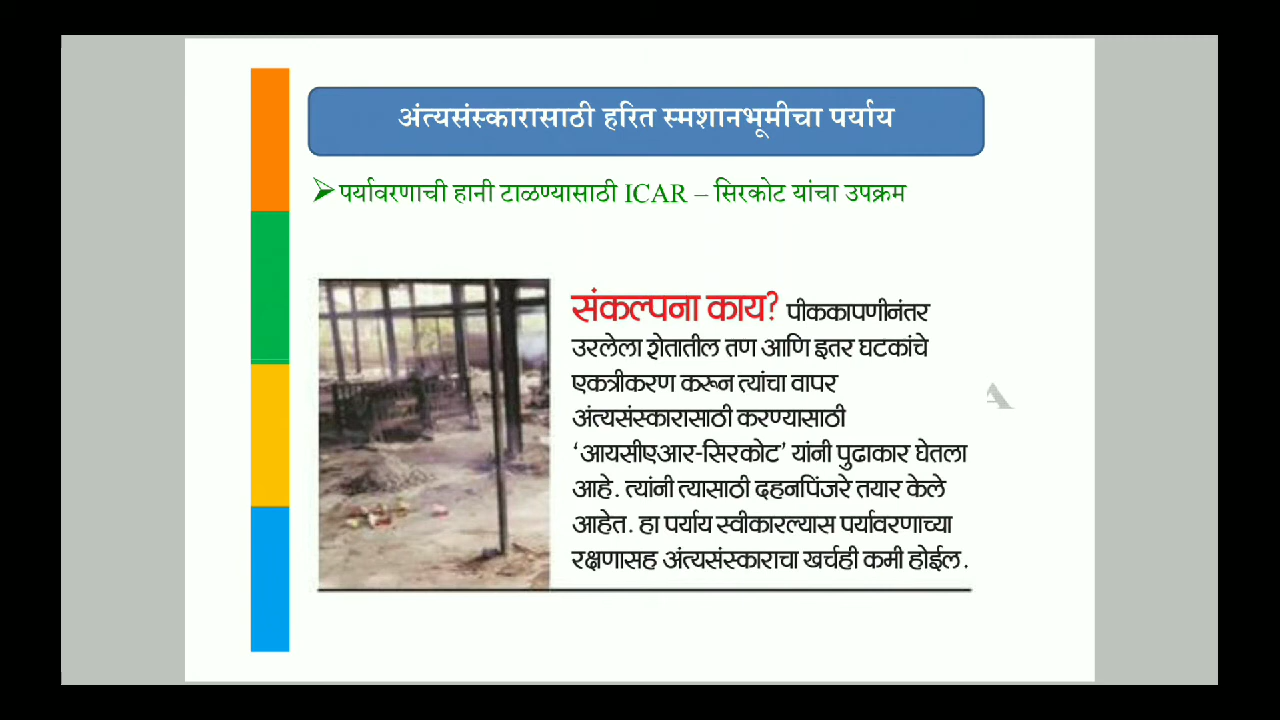 अंत्यसंस्कारासाठी हरित स्मशानभूमीचा पर्याय
पर्यावरणाची हानी टाळण्यासाठी ICAR – सिरकोट यांचा उपक्रम
संकल्पना काय? पीककापणीनंतर
उरलेला शेतातील तण आणि इतर घटकांचे
एकत्रीकरण करून त्यांचा वापर
अंत्यसंस्कारासाठी करण्यासाठी
‘आयसीएआर-सिरकोट’ यांनी पुढाकार घेतला
आहे. त्यांनी त्यासाठी दहनपिंजरे तयार केले
आहेत. हा पर्याय स्वीकारल्यास पर्यावरणाच्या
रक्षणासह अंत्यसंस्काराचा खर्चही कमी होईल.